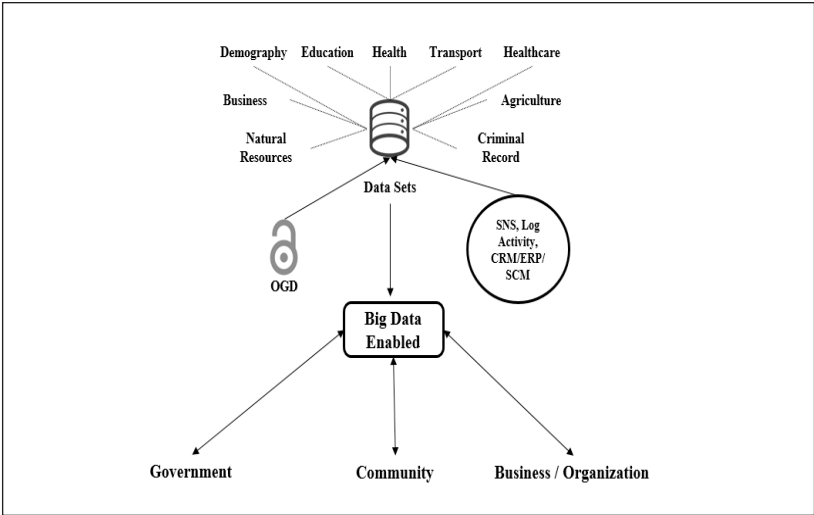 Demography Education Health Transport Healthcare
Business Agriculture
Natural Criminal
Resources Record
Data Sets
SNS, Log
Activity,
CRM/ERP/
SCM
OGD
Big Data
Enabled
Government Community Business / Organization